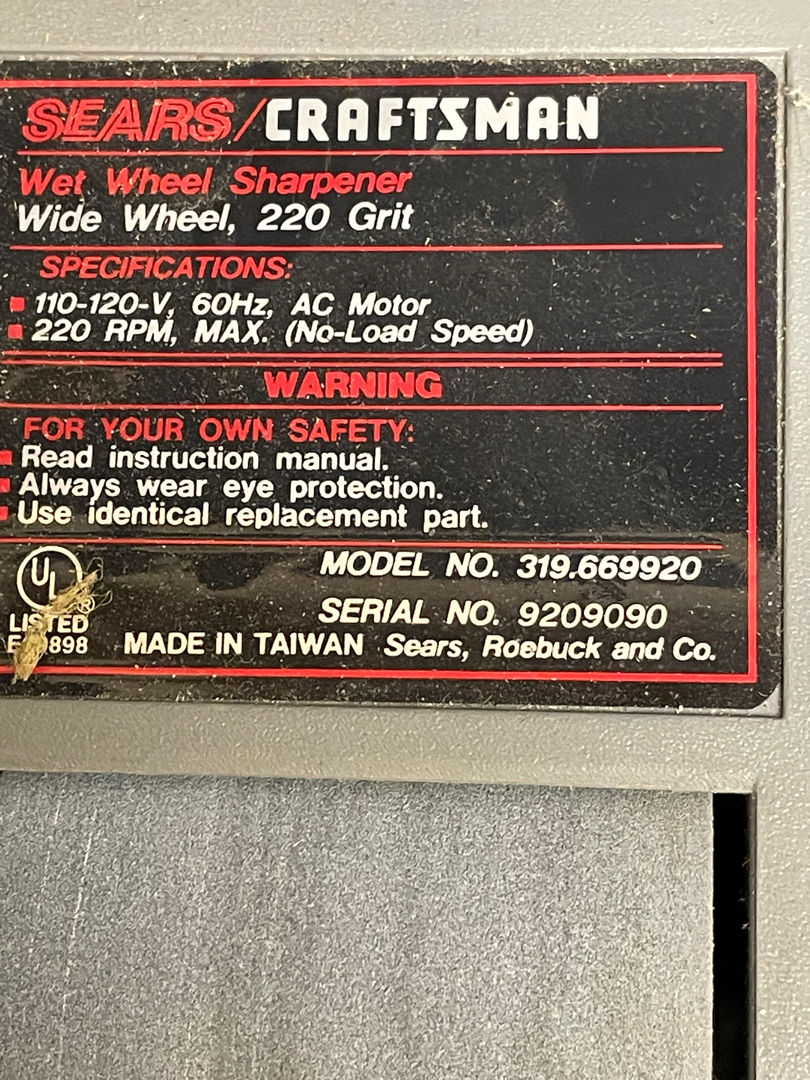 SEARS/CRAFTSMAN
Wet Wheel Sharpener
Wide Wheel, 220 Grit
SPECIFICATIONS:
110-120-V, 60Hz, AC Motor
220 RPM, MAX. (No-Load Speed)
WARNING
FOR YOUR OWN SAFETY:
Read instruction manual.
Always wear eye protection.
Use identical replacement part.
UL ®
LISTED
MODEL NO. 319.669920
SERIAL NO. 9209090
MADE IN TAIWAN Sears, Roebuck and Co.